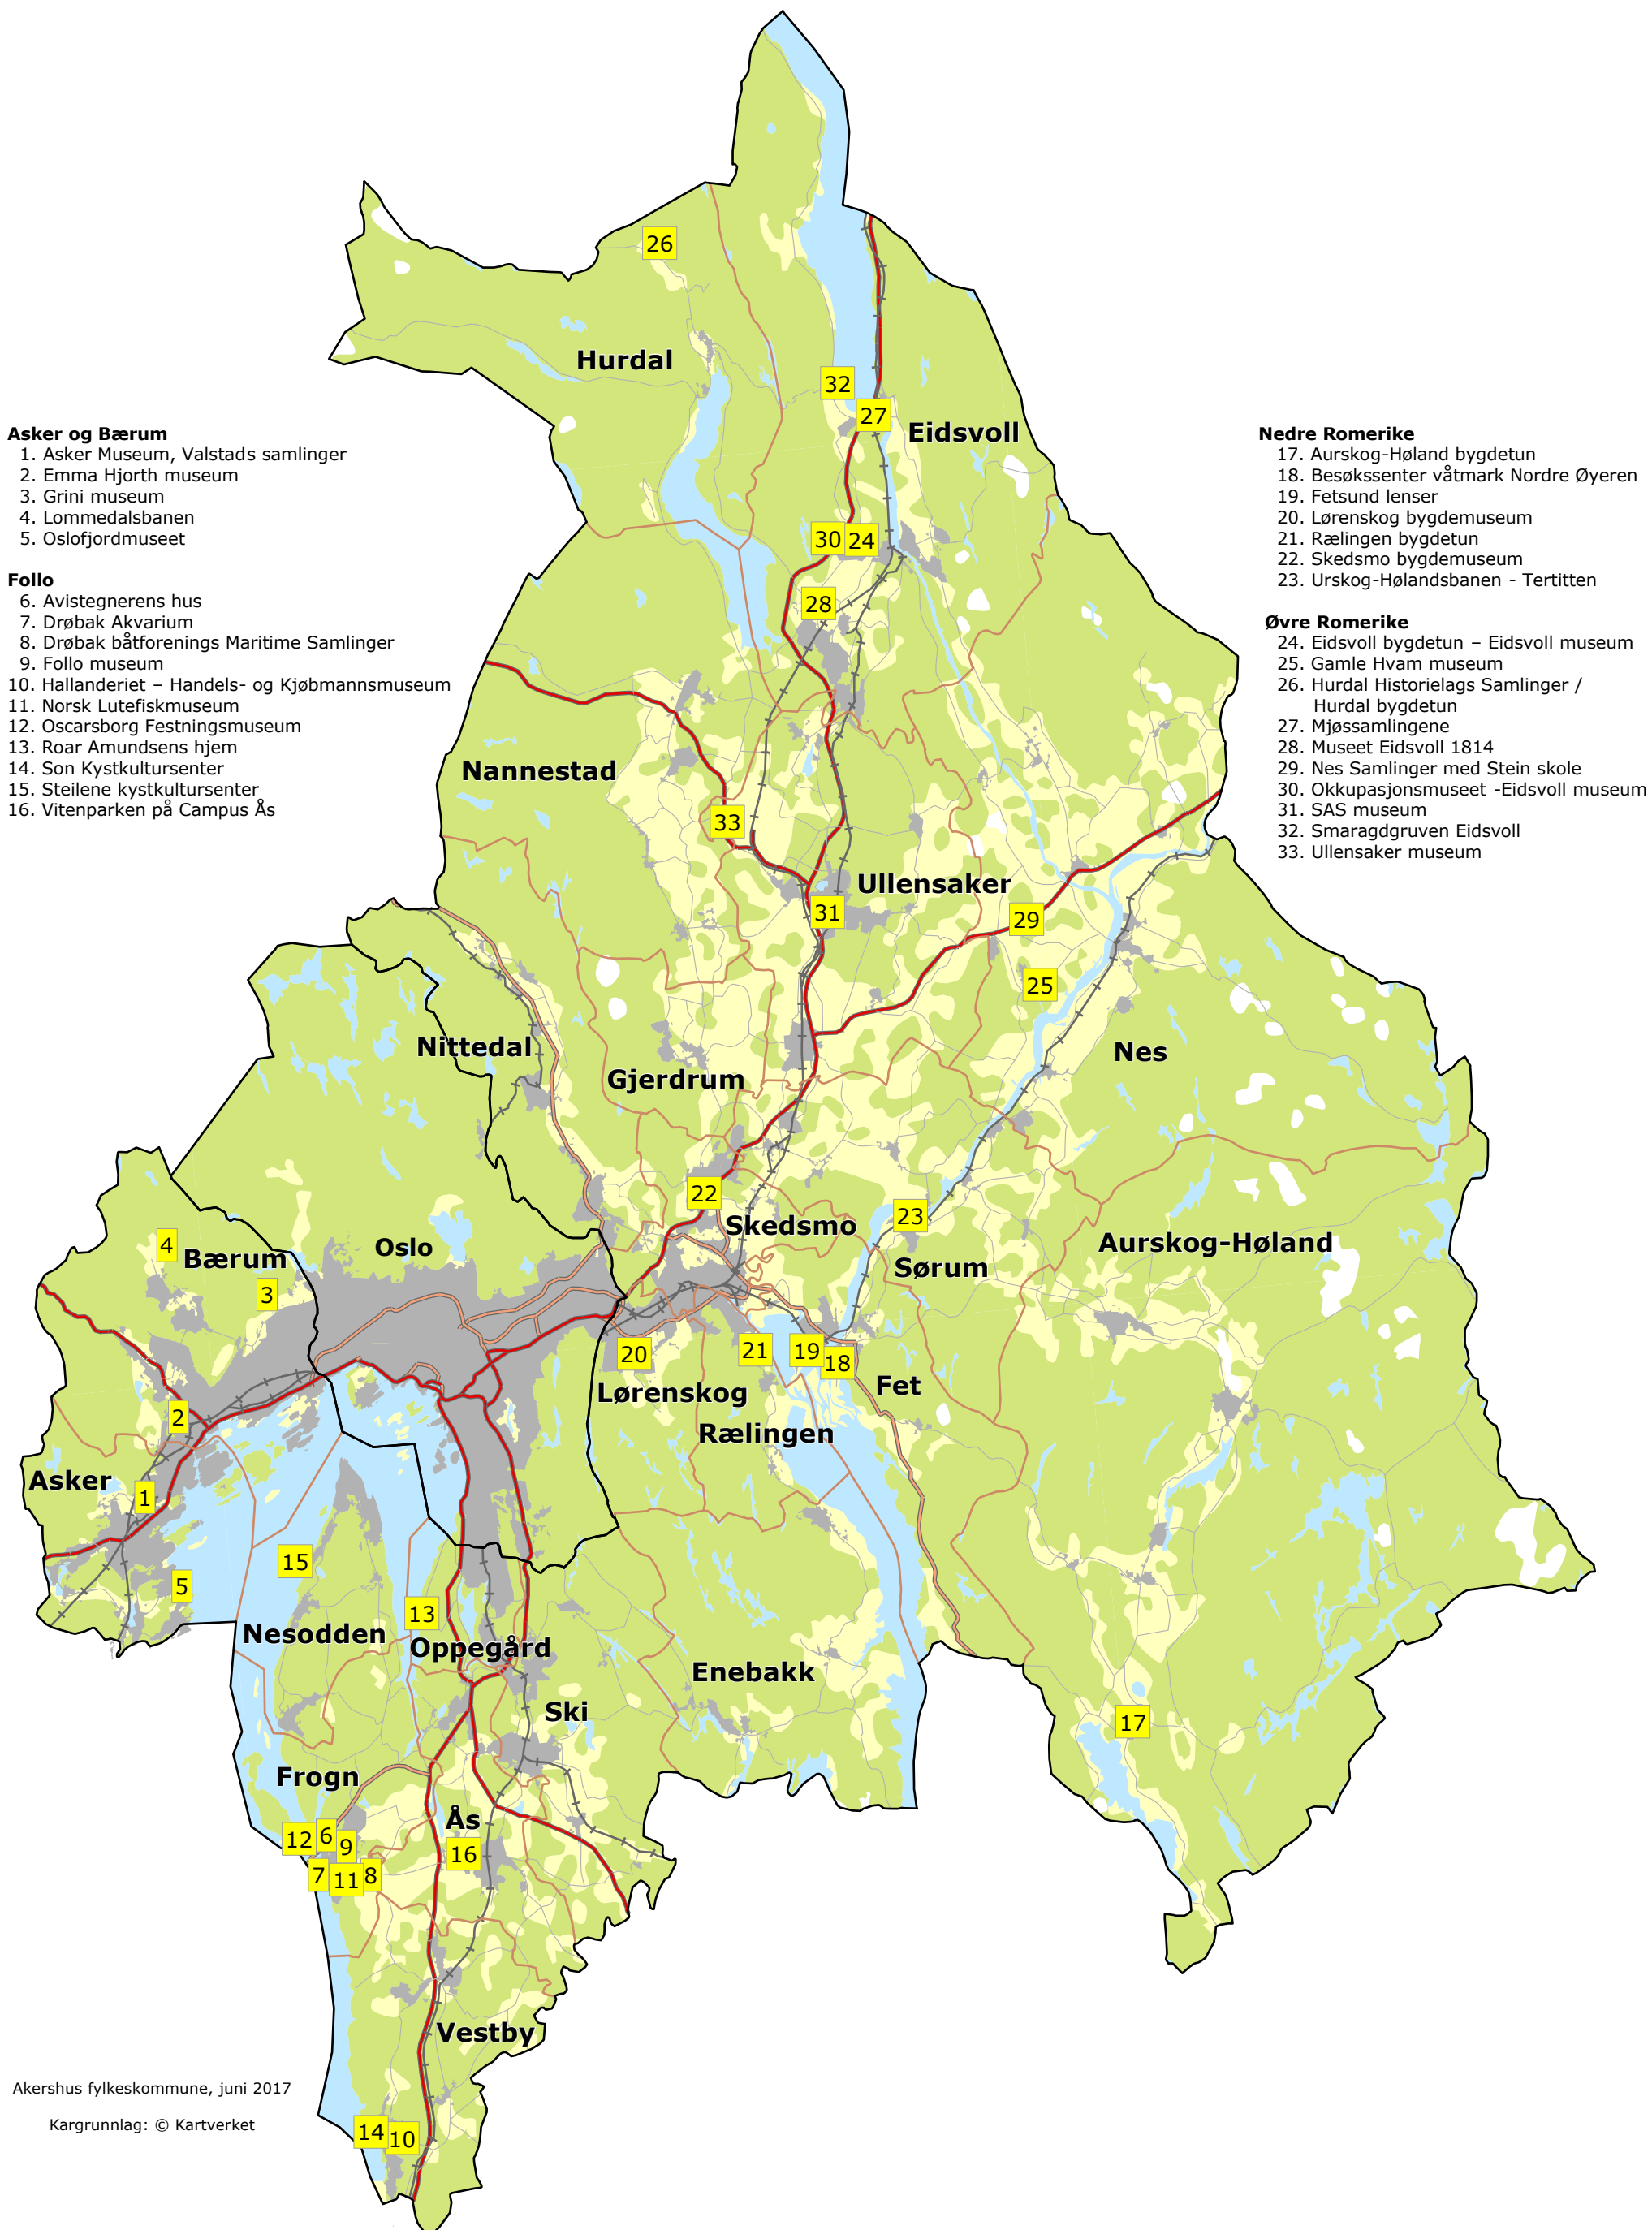 Asker og Bærum
1. Asker Museum, Valstads samlinger
2. Emma Hjorth museum
3. Grini museum
4. Lommedalsbanen
5. Oslofjordmuseet
Follo
6. Avistegnerens hus
7. Drøbak Akvarium
8. Drøbak båtforenings Maritime Samlinger
9. Follo museum
10. Hallanderiet – Handels- og Kjøbmannsmuseum
11. Norsk Lutefiskmuseum
12. Oscarsborg Festningsmuseum
13. Roar Amundsens hjem
14. Son Kystkultursenter
15. Steilene kystkultursenter
16. Vitenparken på Campus Ås
Nedre Romerike
17. Aurskog-Høland bygdetun
18. Besøkssenter våtmark Nordre Øyeren
19. Fetsund lenser
20. Lørenskog bygdemuseum
21. Rælingen bygdetun
22. Skedsmo bygdemuseum
23. Urskog-Hølandsbanen - Tertitten
Øvre Romerike
24. Eidsvoll bygdetun – Eidsvoll museum
25. Gamle Hvam museum
26. Hurdal Historielags Samlinger /
Hurdal bygdetun
27. Mjøssamlingene
28. Museet Eidsvoll 1814
29. Nes Samlinger med Stein skole
30. Okkupasjonsmuseet -Eidsvoll museum
31. SAS museum
32. Smaragdgruven Eidsvoll
33. Ullensaker museum
26
Hurdal
32
27
Eidsvoll
30 24
28
Nannestad
33
Ullensaker
31
29
25
Nittedal
Nes
Gjerdrum
22
23
Skedsmo
4
Bærum
Oslo
Aurskog-Høland
Sørum
3
20
21
19
18
Lørenskog
Fet
2
Rælingen
Asker
1
15
5
13
Nesodden
Oppegård
Enebakk
Ski
17
Frogn
Ås
12 6
9
16
7
11
8
Vestby
14
10
Akershus fylkeskommune, juni 2017
Kargrunnlag: © Kartverket